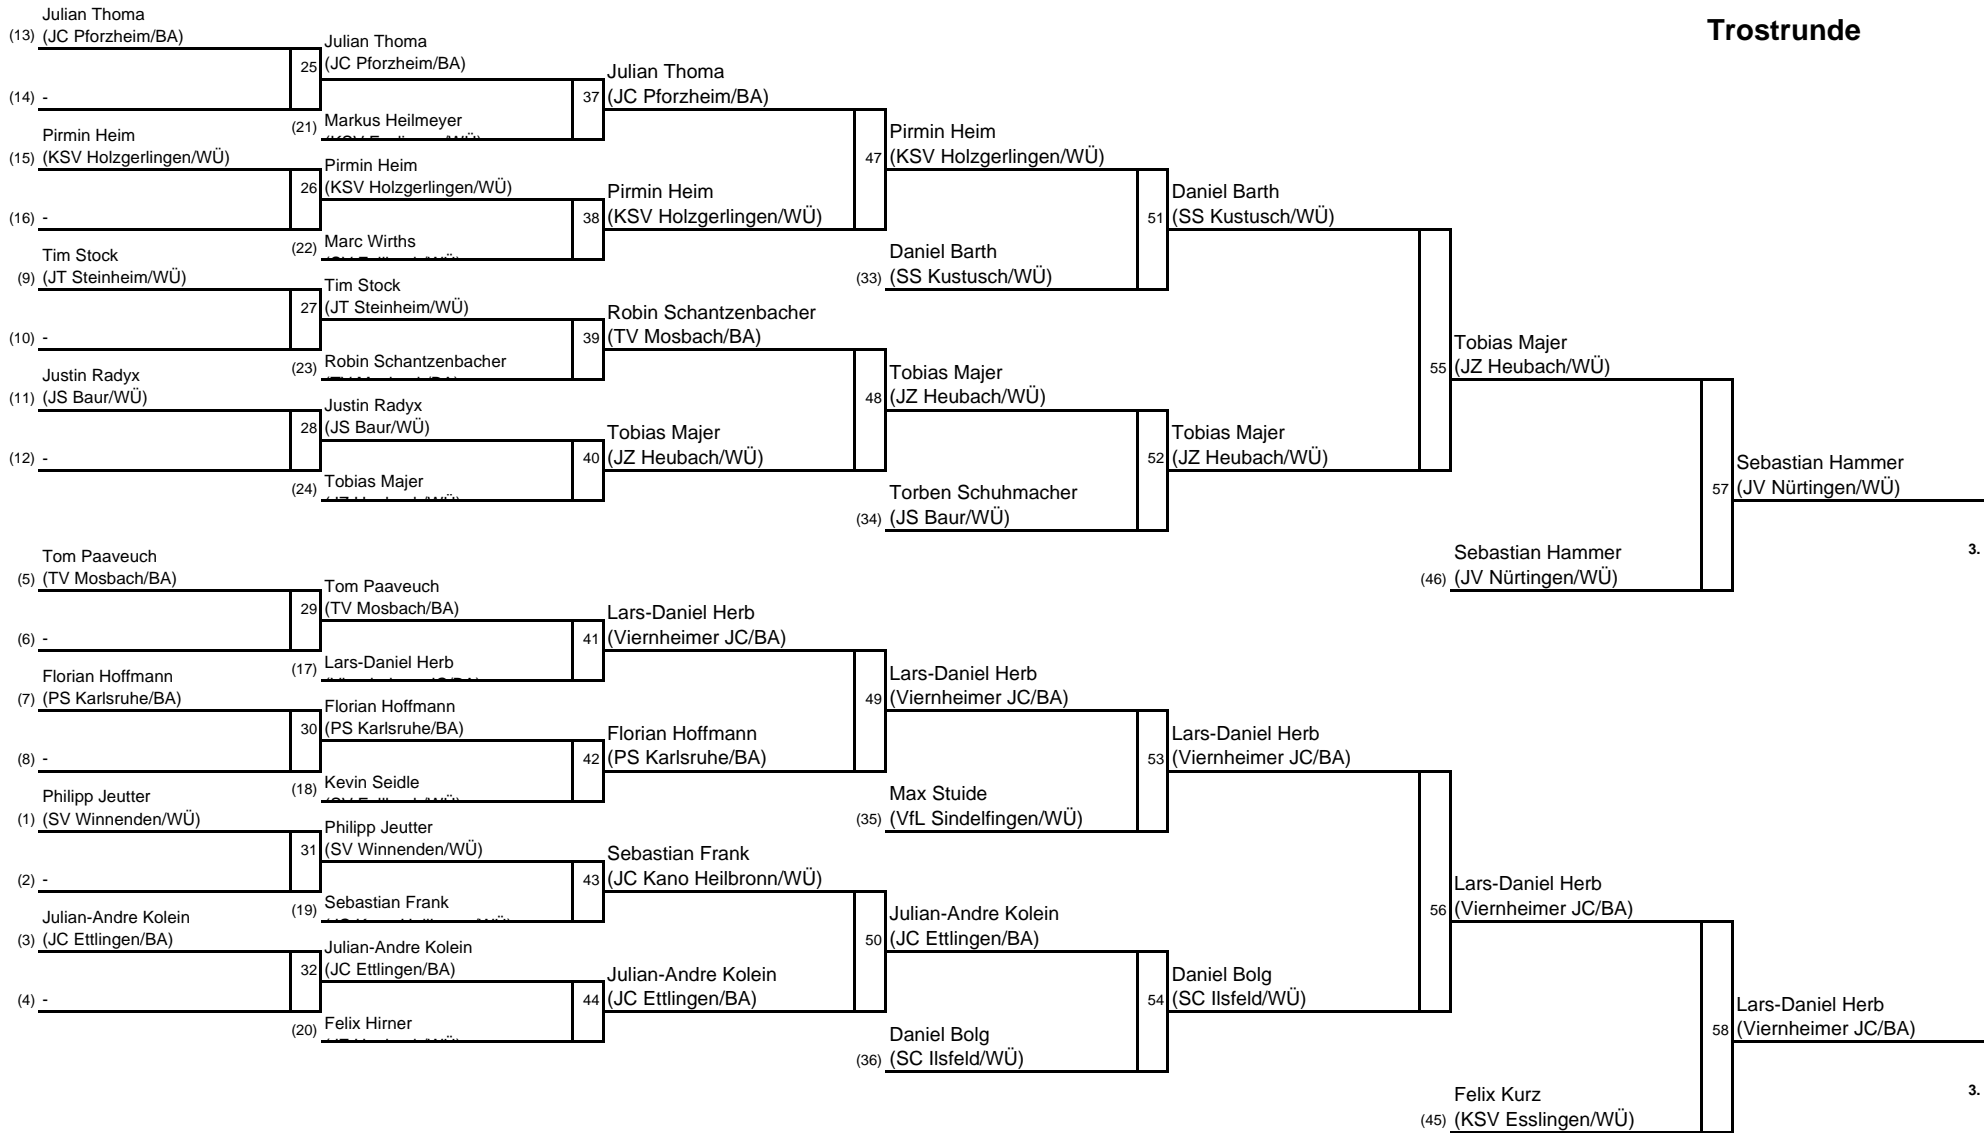 Trostrunde
Julian Thoma
(13) (JC Pforzheim/BA)
(14) -
Pirmin Heim
(15) (KSV Holzgerlingen/WÜ)
(16) -
Tim Stock
(9) (JT Steinheim/WÜ)
(10) -
Justin Radyx
(11) (JS Baur/WÜ)
(12) -
Tom Paaveuch
(5) (TV Mosbach/BA)
(6) -
Florian Hoffmann
(7) (PS Karlsruhe/BA)
(8) -
Philipp Jeutter
(1) (SV Winnenden/WÜ)
(2) -
Julian-Andre Kolein
(3) (JC Ettlingen/BA)
(4) -
Julian Thoma
25 (JC Pforzheim/BA)
(21) Markus Heilmeyer
Pirmin Heim
26 (KSV Holzgerlingen/WÜ)
(22) Marc Wirths
Tim Stock
27 (JT Steinheim/WÜ)
(23) Robin Schantzenbacher
Justin Radyx
28 (JS Baur/WÜ)
(24) Tobias Majer
Tom Paaveuch
29 (TV Mosbach/BA)
(17) Lars-Daniel Herb
Florian Hoffmann
30 (PS Karlsruhe/BA)
(18) Kevin Seidle
Philipp Jeutter
31 (SV Winnenden/WÜ)
(19) Sebastian Frank
Julian-Andre Kolein
32 (JC Ettlingen/BA)
(20) Felix Hirner
Julian Thoma
37 (JC Pforzheim/BA)
Pirmin Heim
38 (KSV Holzgerlingen/WÜ)
Robin Schantzenbacher
39 (TV Mosbach/BA)
Tobias Majer
40 (JZ Heubach/WÜ)
Lars-Daniel Herb
41 (Viernheimer JC/BA)
Florian Hoffmann
42 (PS Karlsruhe/BA)
Sebastian Frank
43 (JC Kano Heilbronn/WÜ)
Julian-Andre Kolein
44 (JC Ettlingen/BA)
Pirmin Heim
47 (KSV Holzgerlingen/WÜ)
Daniel Barth
(33) (SS Kustusch/WÜ)
Tobias Majer
48 (JZ Heubach/WÜ)
Torben Schuhmacher
(34) (JS Baur/WÜ)
Lars-Daniel Herb
49 (Viernheimer JC/BA)
Max Stuide
(35) (VfL Sindelfingen/WÜ)
Julian-Andre Kolein
50 (JC Ettlingen/BA)
Daniel Bolg
(36) (SC Ilsfeld/WÜ)
Daniel Barth
51 (SS Kustusch/WÜ)
Tobias Majer
52 (JZ Heubach/WÜ)
Lars-Daniel Herb
53 (Viernheimer JC/BA)
Daniel Bolg
54 (SC Ilsfeld/WÜ)
Tobias Majer
55 (JZ Heubach/WÜ)
Sebastian Hammer
(46) (JV Nürtingen/WÜ)
Lars-Daniel Herb
56 (Viernheimer JC/BA)
Felix Kurz
(45) (KSV Esslingen/WÜ)
Sebastian Hammer
57 (JV Nürtingen/WÜ)
3.
Lars-Daniel Herb
58 (Viernheimer JC/BA)
3.